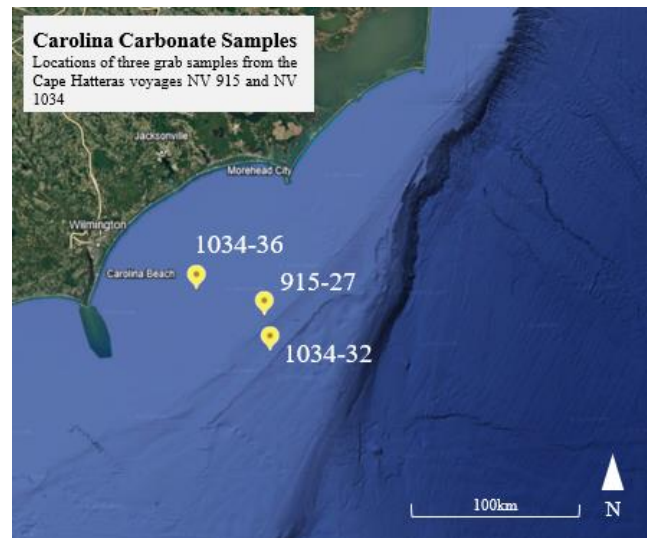 Carolina Carbonate Samples
Locations of three grab samples from the
Cape Hatteras voyages NV 915 and NV
1034
Jacksonville
Morehead City
Wilmington
1034-36
Carolina Beach
915-27
1034-32
100km
N